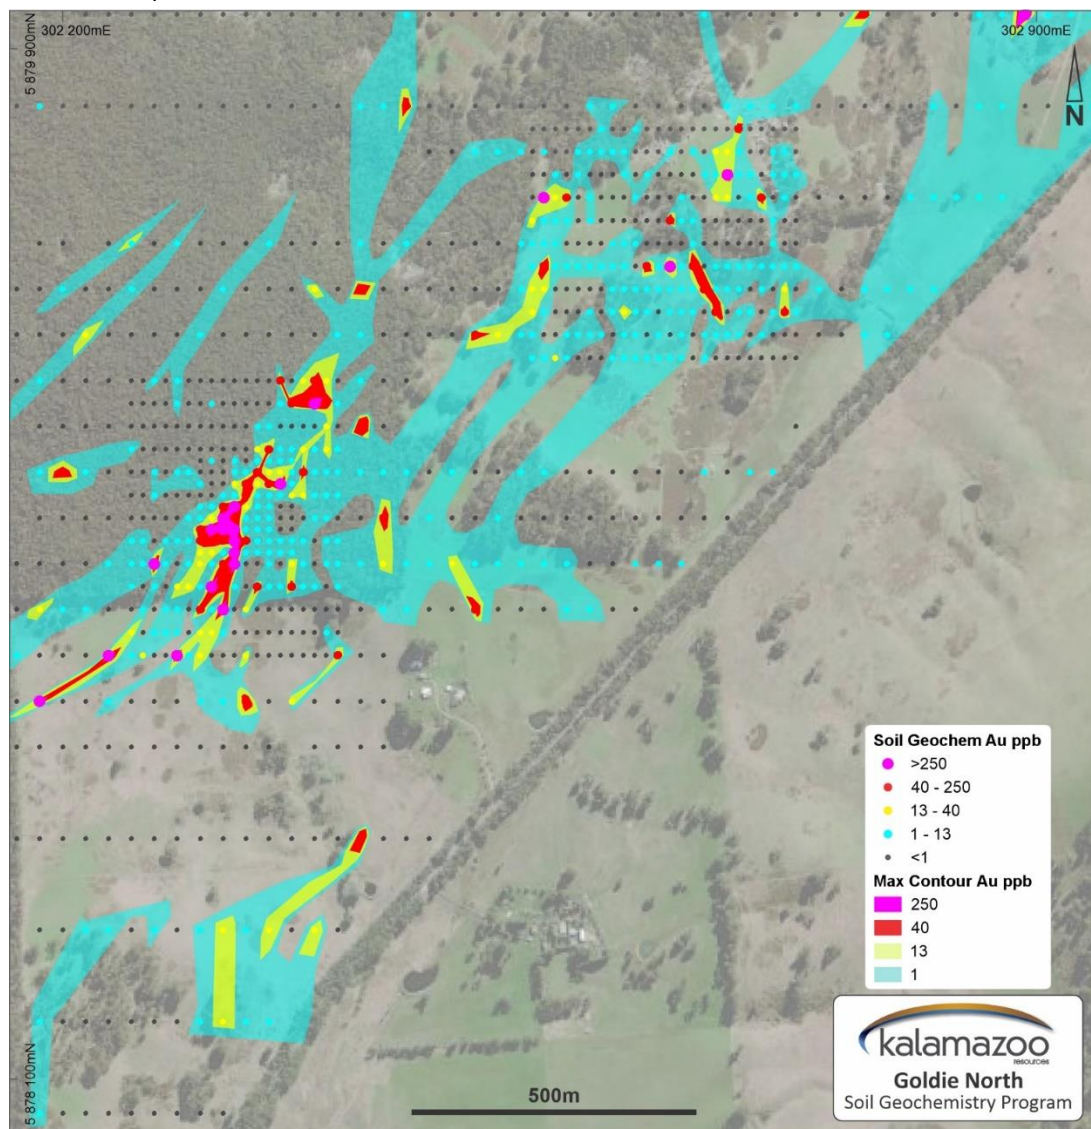 302 200mE
302 900mE
5 879 900mN
N
Soil Geochem Au ppb
>250
40 - 250
13 - 40
1 - 13
<1
Max Contour Au ppb
250
40
13
1
kalamazoo
resources
Goldie North
Soil Geochemistry Program
5 878 100mN
500m